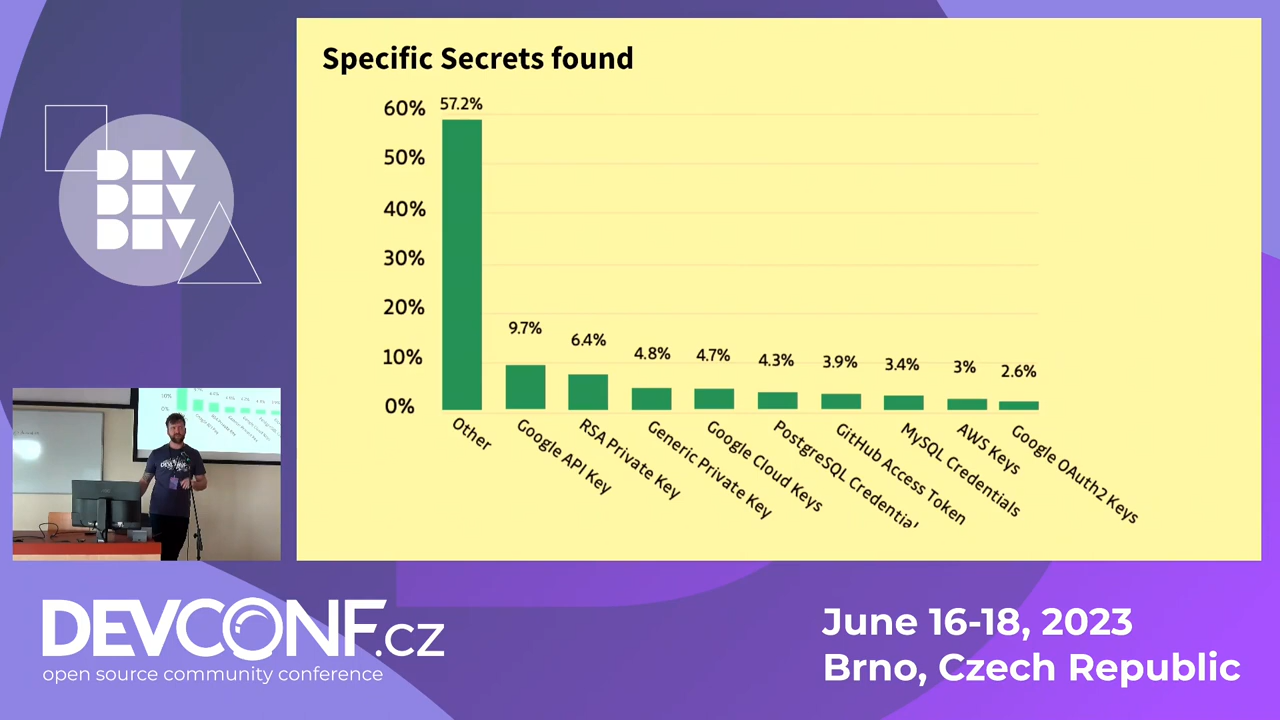 Specific Secrets found
60%
50%
40%
30%
20%
10%
0%
57.2%
9.7%
6.4%
4.8%
4.7%
4.3%
3.9%
3.4%
3%
2.6%
Other
Google API Key
RSA Private Key
Generic Private Key
Google Cloud Keys
PostgreSQL Credential
GitHub Access Token
MySQL Credentials
AWS Keys
Google OAuth2 Keys
DEV
DEV
DEV
DEVCONF.CZ
open source community conference
June 16-18, 2023
Brno, Czech Republic